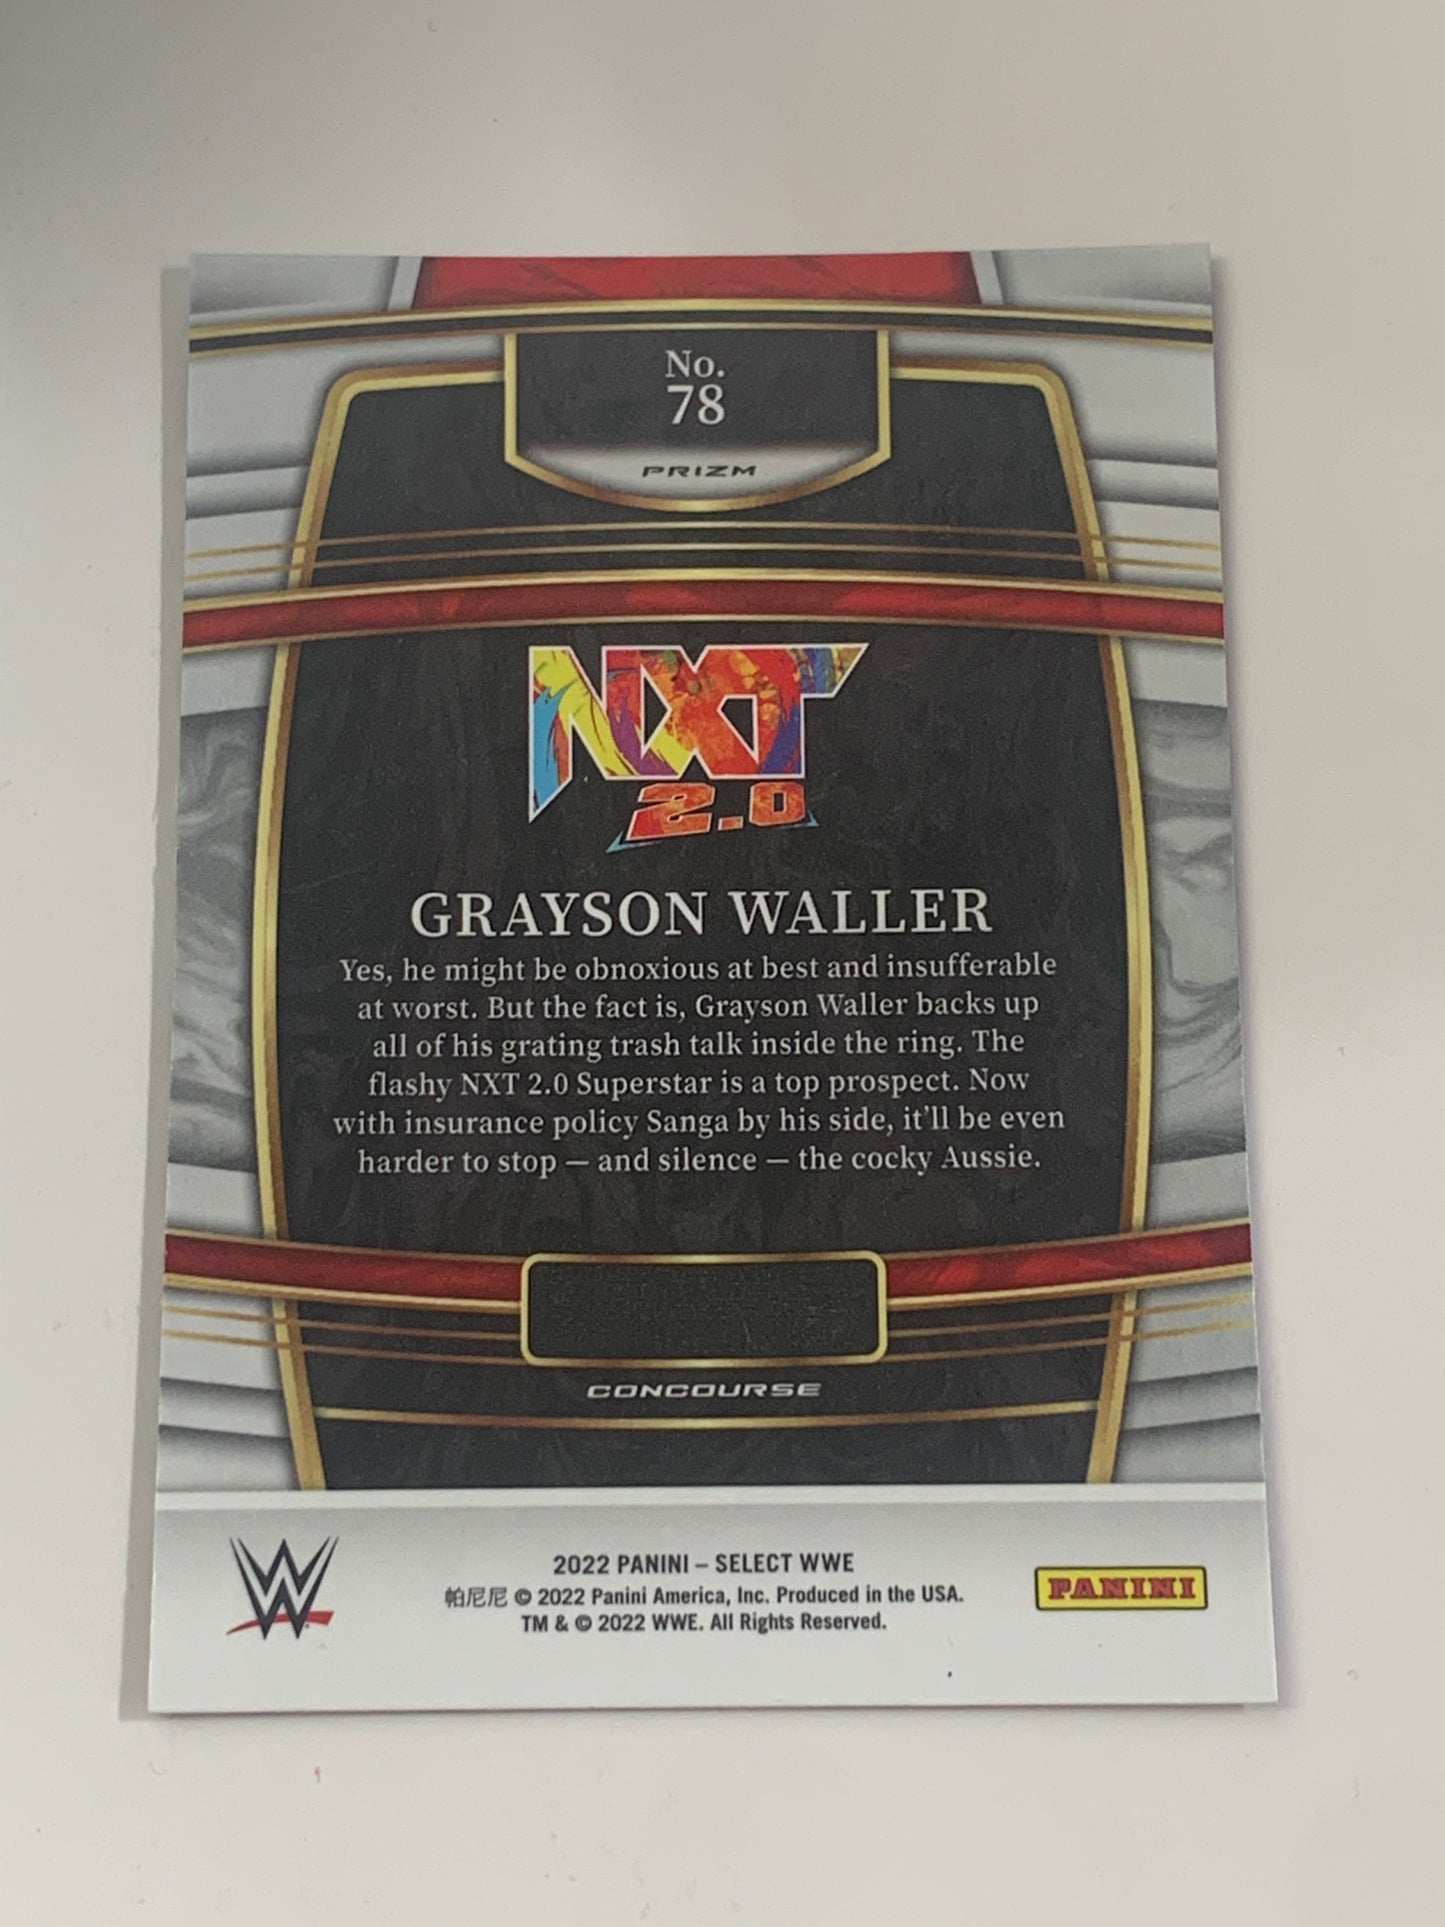 No.
78
PRIZM
NXT
2.0
GRAYSON WALLER
Yes, he might be obnoxious at best and insufferable
at worst. But the fact is, Grayson Waller backs up
all of his grating trash talk inside the ring. The
flashy NXT 2.0 Superstar is a top prospect. Now
with insurance policy Sanga by his side, it'll be even
harder to stop — and silence — the cocky Aussie.
CONCOURSE
W
2022 PANINI – SELECT WWE
帕尼尼 © 2022 Panini America, Inc. Produced in the USA.
TM & © 2022 WWE. All Rights Reserved.
PANINI